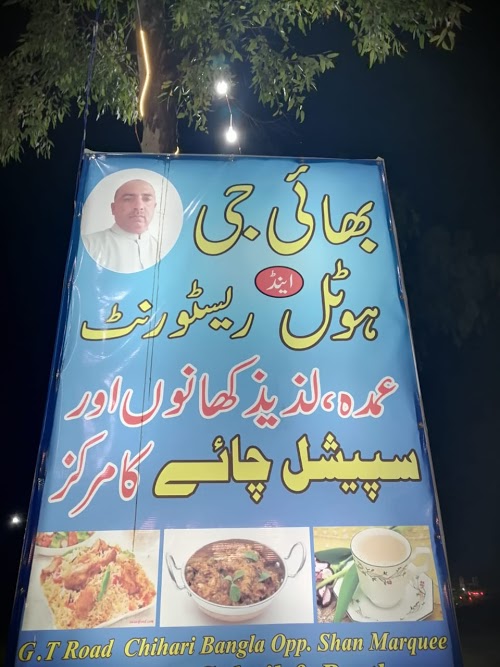 بھائی جی
ہوٹل اینڈ ریسٹورنٹ
عمدہ، لذیذ کھانوں اور
سپیشل چائے کا مرکز
G.T Road Chihari Bangla Opp. Shan Marquee